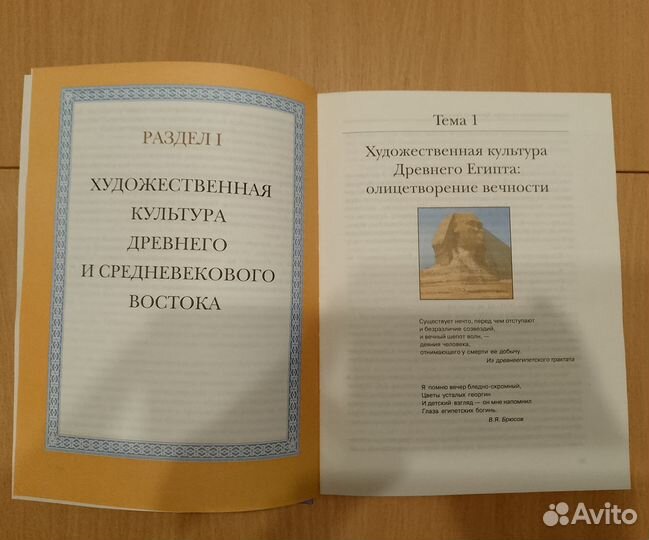 РАЗДЕЛ I
ХУДОЖЕСТВЕННАЯ
КУЛЬТУРА
ДРЕВНЕГО
И СРЕДНЕВЕКОВОГО
ВОСТОКА
Тема 1
Художественная культура
Древнего Египта:
олицетворение вечности
Существует нечто, перед чем отступают
и безразличие созвездий,
и вечный шепот волн, —
деяния человека,
отнимающего у смерти ее добычу.
Из древнеегипетского трактата
Я помню вечер бледно-скромный,
Цветы усталых георгин
И детский взгляд — он мне напомнил
Глаза египетских богинь.
В.Я. Брюсов
Avito